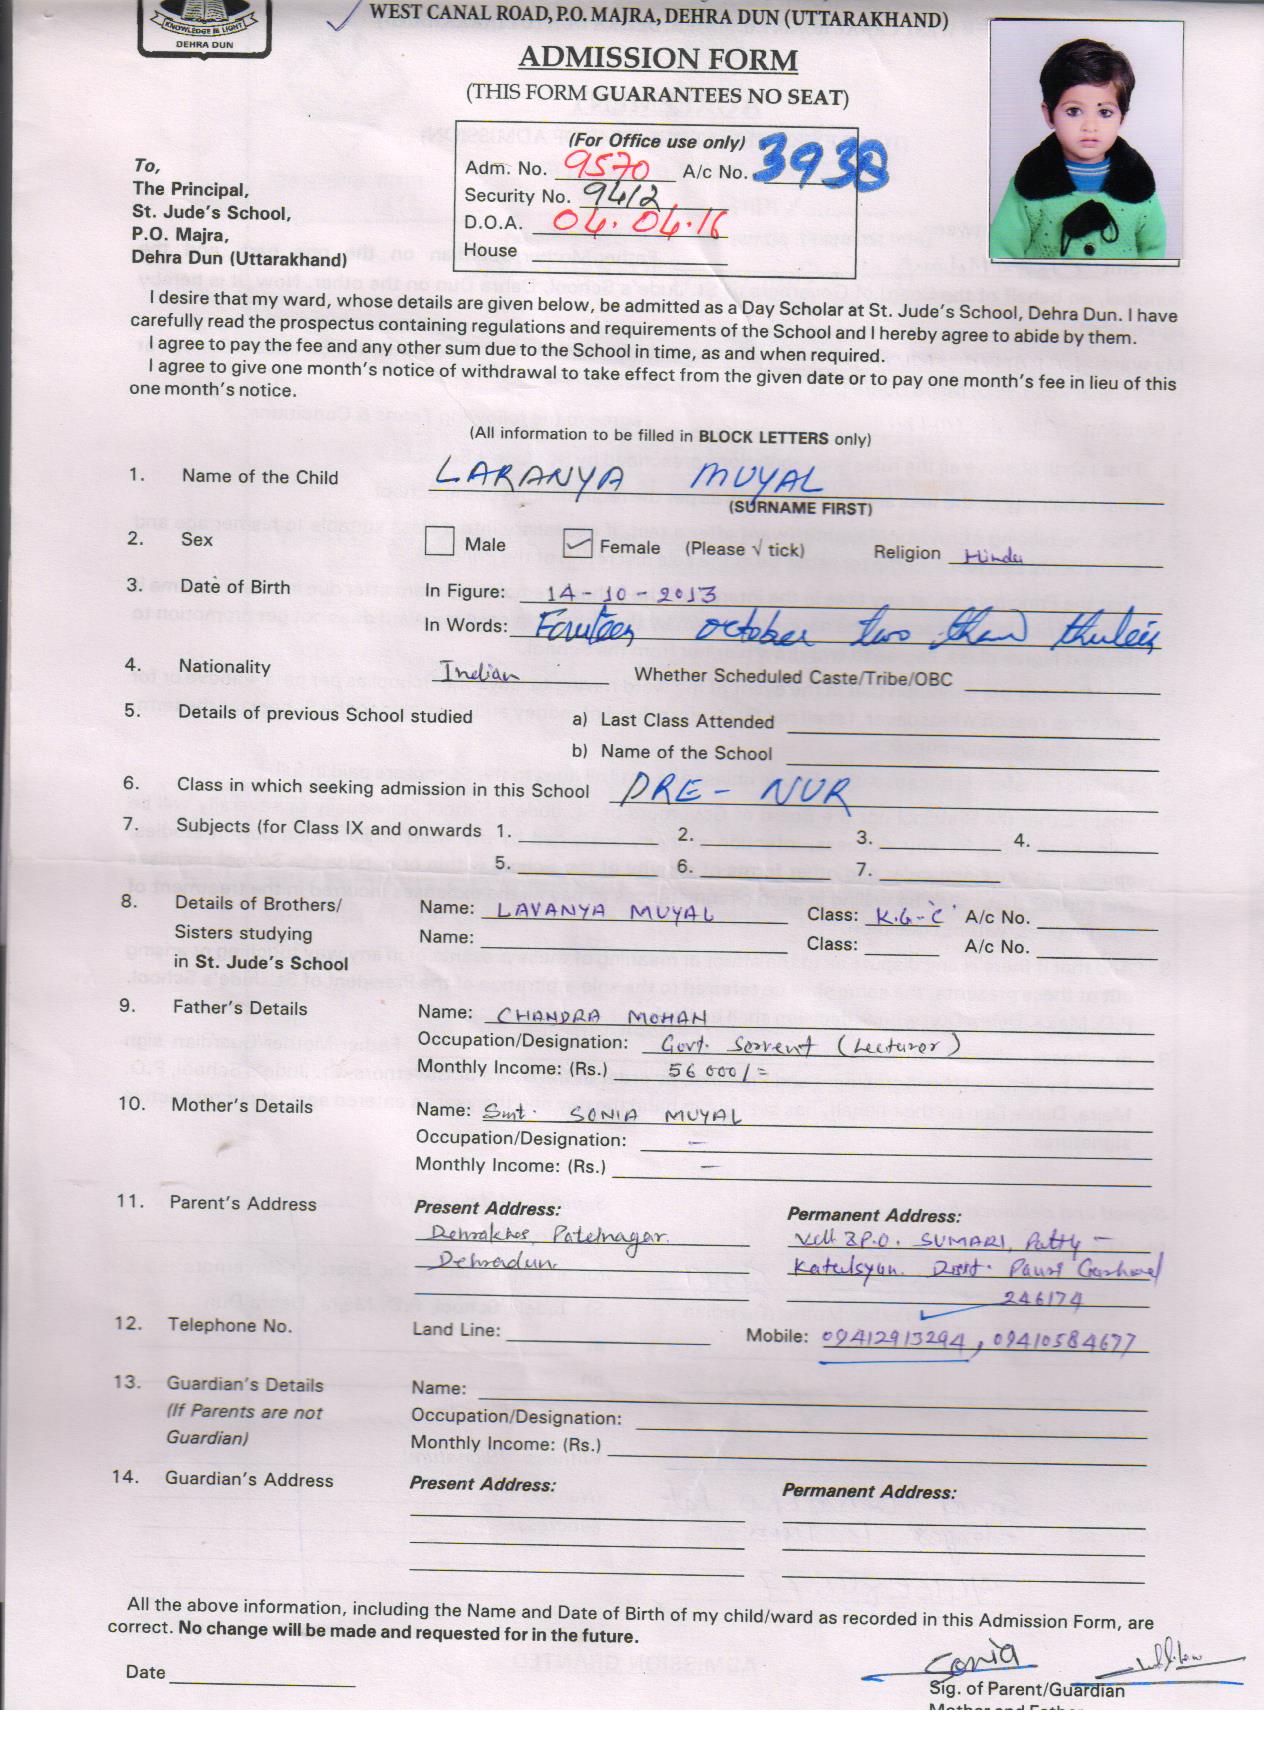 KNOWLEDGE IS LIGHT
DEHRA DUN
WEST CANAL ROAD, P.O. MAJRA, DEHRA DUN (UTTARAKHAND)
ADMISSION FORM
(THIS FORM GUARANTEES NO SEAT)
(For Office use only)
Adm. No. 9570 A/c No. 3938
Security No. 9412
D.O.A. 04.04.16
House
To,
The Principal,
St. Jude's School,
P.O. Majra,
Dehra Dun (Uttarakhand)
I desire that my ward, whose details are given below, be admitted as a Day Scholar at St. Jude's School, Dehra Dun. I have
carefully read the prospectus containing regulations and requirements of the School and I hereby agree to abide by them.
I agree to pay the fee and any other sum due to the School in time, as and when required.
I agree to give one month's notice of withdrawal to take effect from the given date or to pay one month's fee in lieu of this
one month's notice.
(All information to be filled in BLOCK LETTERS only)
1. Name of the Child LARANYA MUYAL
(SURNAME FIRST)
2. Sex Male Female (Please √ tick) Religion Hindu
3. Date of Birth In Figure: 14-10-2013
In Words: october two
4. Nationality Indian Whether Scheduled Caste/Tribe/OBC
5. Details of previous School studied a) Last Class Attended
b) Name of the School
6. Class in which seeking admission in this School PRE - NUR
7. Subjects (for Class IX and onwards 1. 2. 3. 4.
5. 6. 7.
8. Details of Brothers/ Name: LAVANYA MUYAL Class: K.G-'C' A/c No.
Sisters studying Name: Class: A/c No.
in St. Jude's School
9. Father's Details Name: CHANDRA MOHAN
Occupation/Designation: Govt. Servent (Lecturer)
Monthly Income: (Rs.) 56000/=
10. Mother's Details Name: Smt. SONIA MUYAL
Occupation/Designation: -
Monthly Income: (Rs.) -
11. Parent's Address Present Address: Permanent Address:
Dehrakhas, Patelnagar. Vill & P.O. SUMARI, Patty -
Dehradun. Katulsyun. Distt. Pauri Garhwal
246174
12. Telephone No. Land Line: Mobile: 09412913294, 09410584677
13. Guardian's Details Name:
(If Parents are not Occupation/Designation:
Guardian) Monthly Income: (Rs.)
14. Guardian's Address Present Address: Permanent Address:
All the above information, including the Name and Date of Birth of my child/ward as recorded in this Admission Form, are
correct. No change will be made and requested for in the future.
Sonia
Date Sig. of Parent/Guardian
Mother and Father